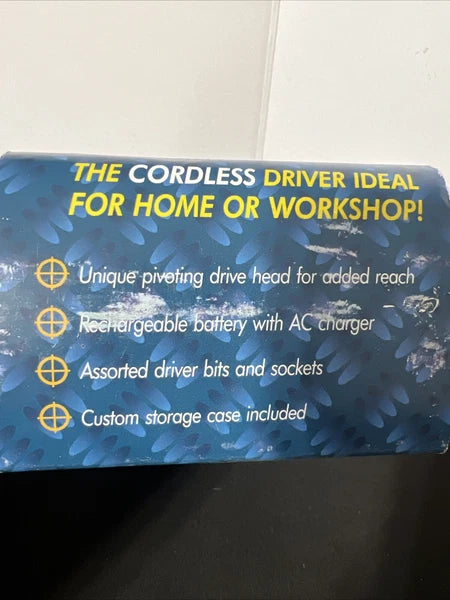 THE CORDLESS DRIVER IDEAL
FOR HOME OR WORKSHOP!
Unique pivoting drive head for added reach
Rechargeable battery with AC charger
Assorted driver bits and sockets
Custom storage case included